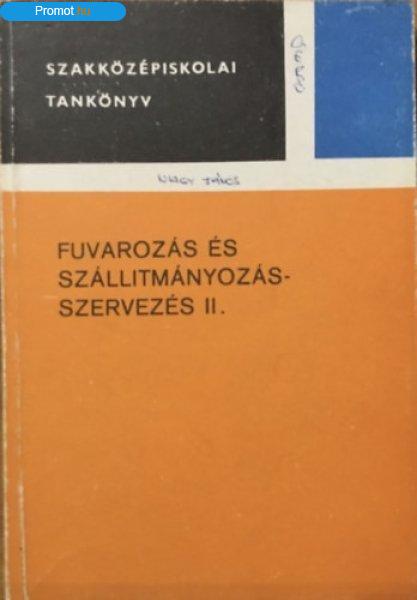 Promot.hu
SZAKKÖZÉPISKOLAI
TANKÖNYV
FUVAROZÁS ÉS
SZÁLLITMÁNYOZÁS-
SZERVEZÉS II.